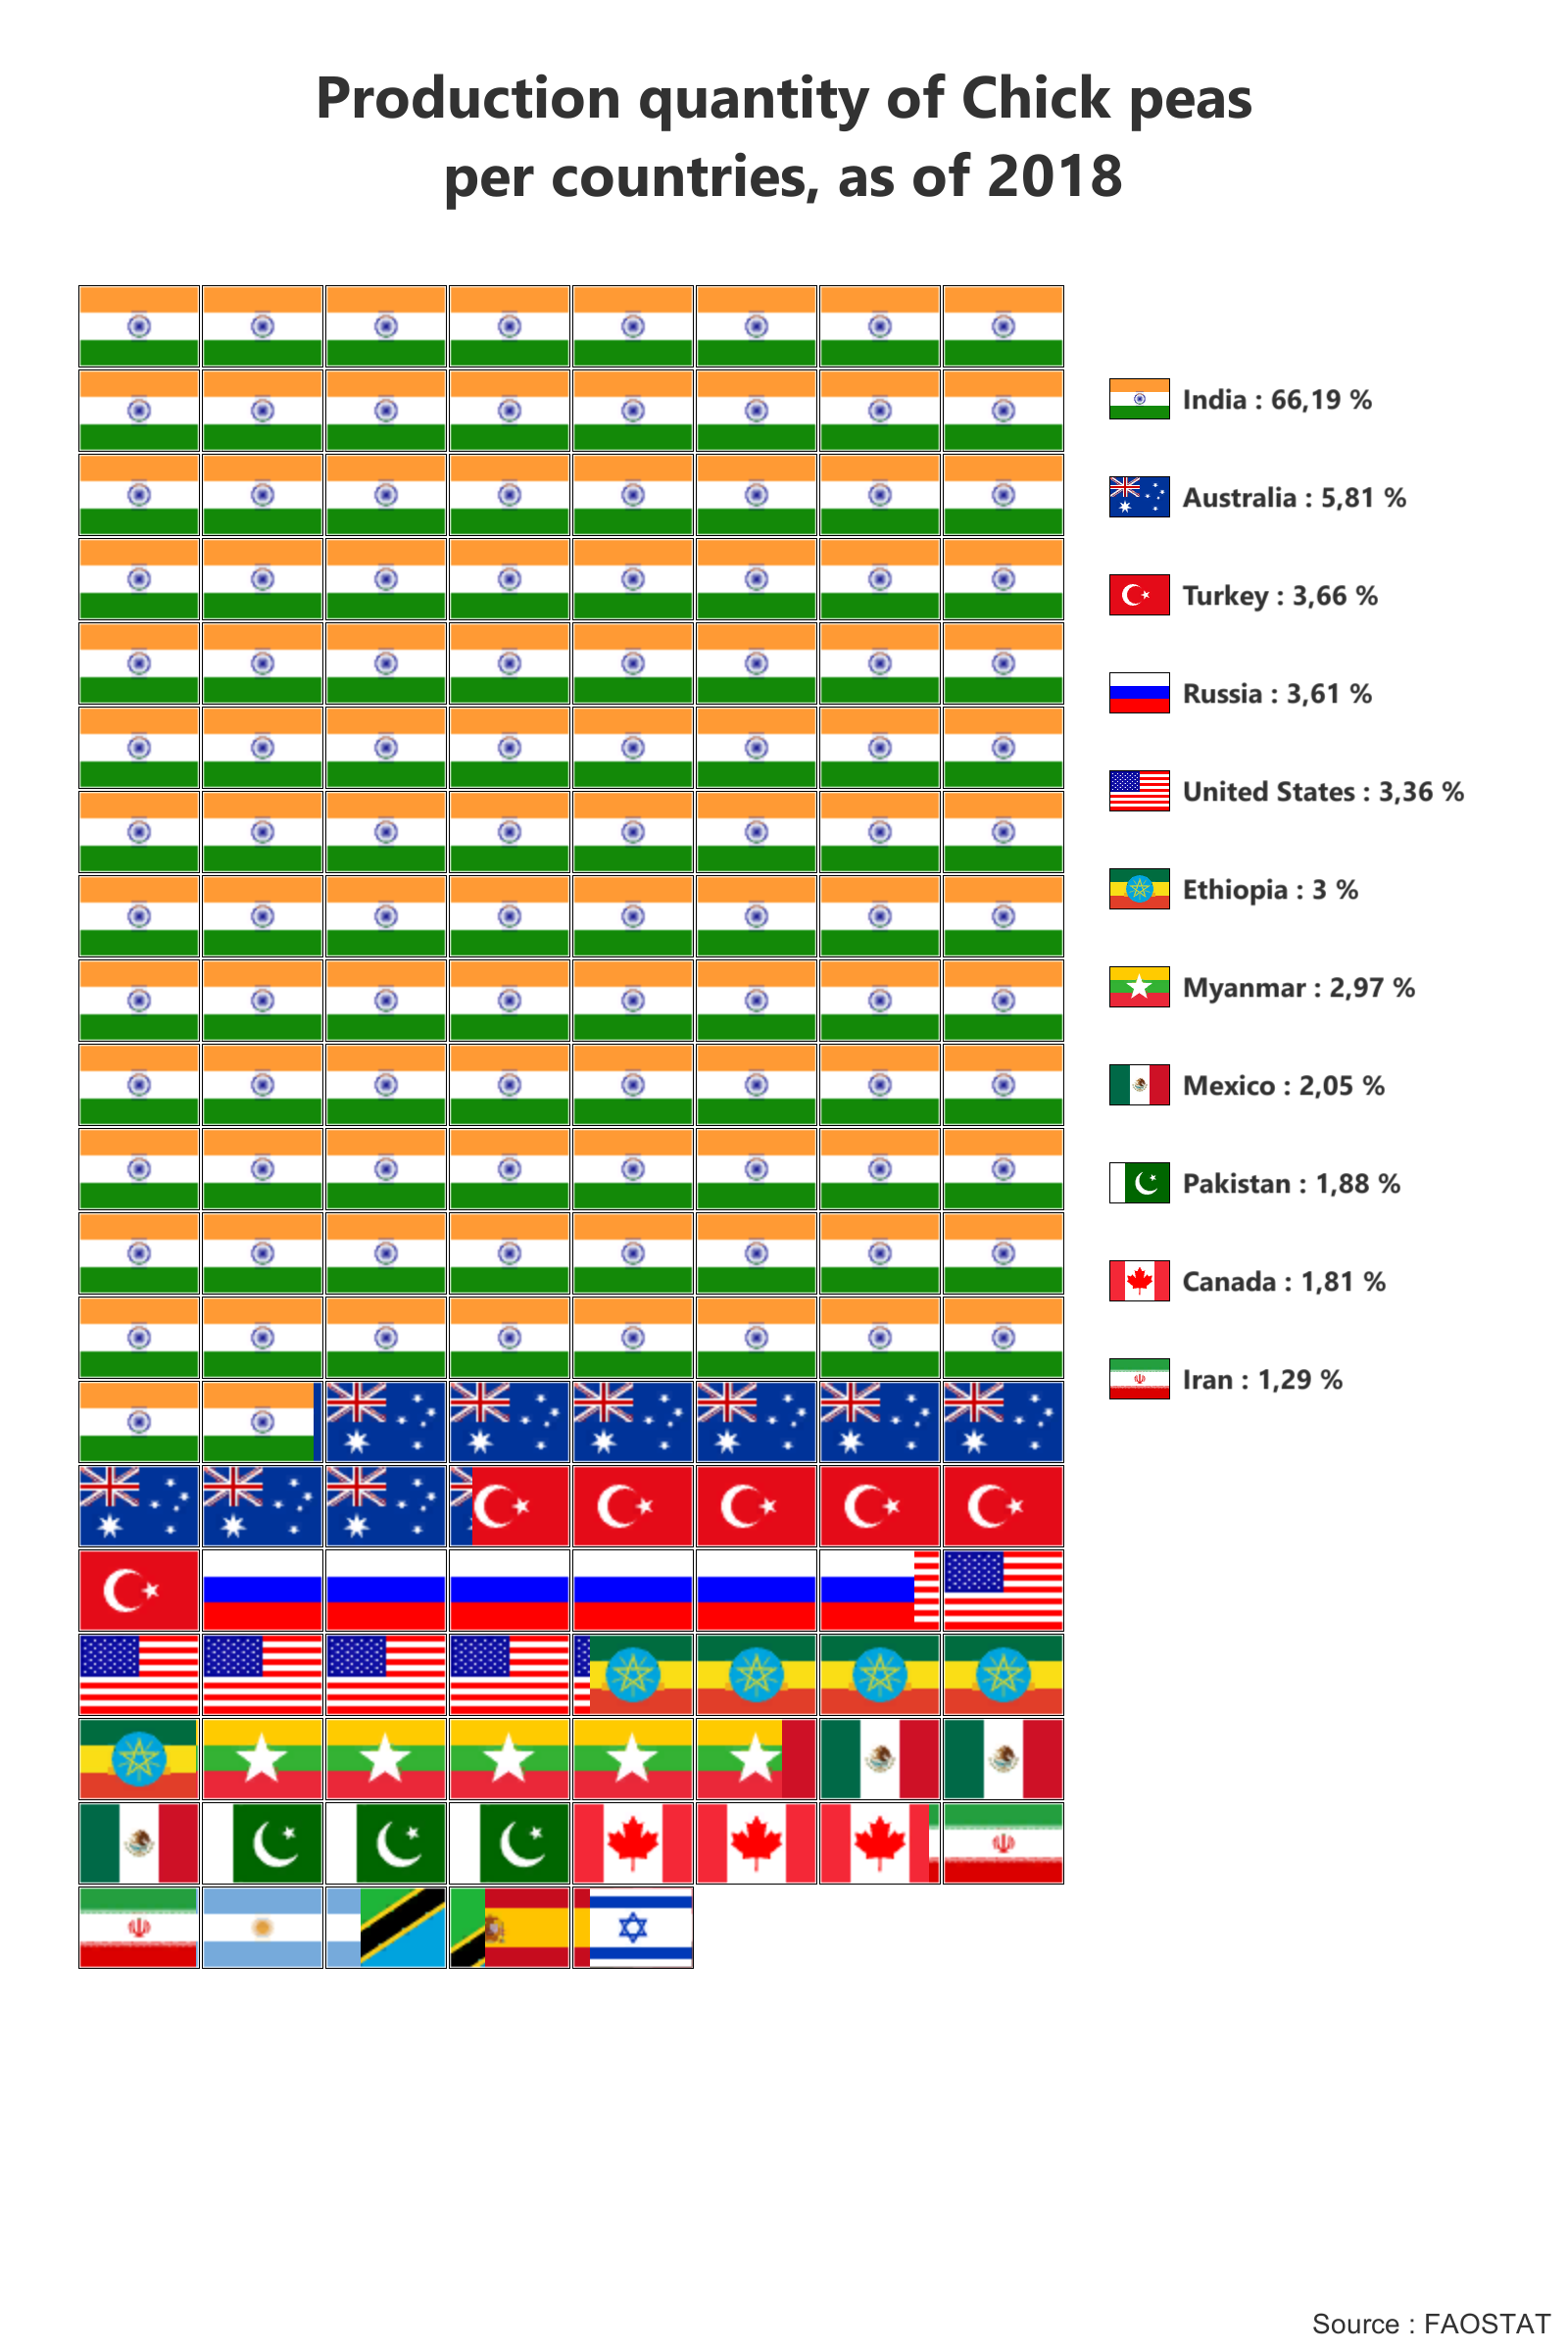 Production quantity of Chick peas
per countries, as of 2018
India : 66,19 %
Australia : 5,81 %
Turkey : 3,66 %
Russia : 3,61 %
United States : 3,36 %
Ethiopia : 3 %
Myanmar : 2,97 %
Mexico : 2,05 %
Pakistan : 1,88 %
Canada : 1,81 %
Iran : 1,29 %
Source : FAOSTAT